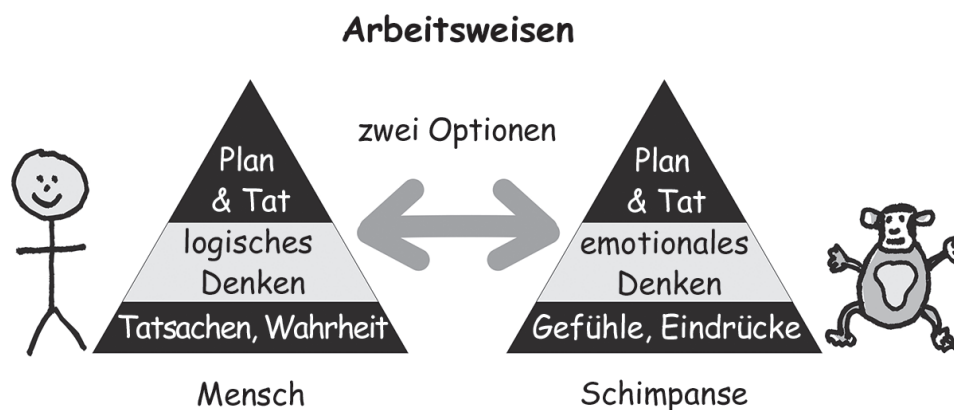 Arbeitsweisen
zwei Optionen
Plan
& Tat
logisches
Denken
Tatsachen, Wahrheit
Mensch
Plan
& Tat
emotionales
Denken
Gefühle, Eindrücke
Schimpanse